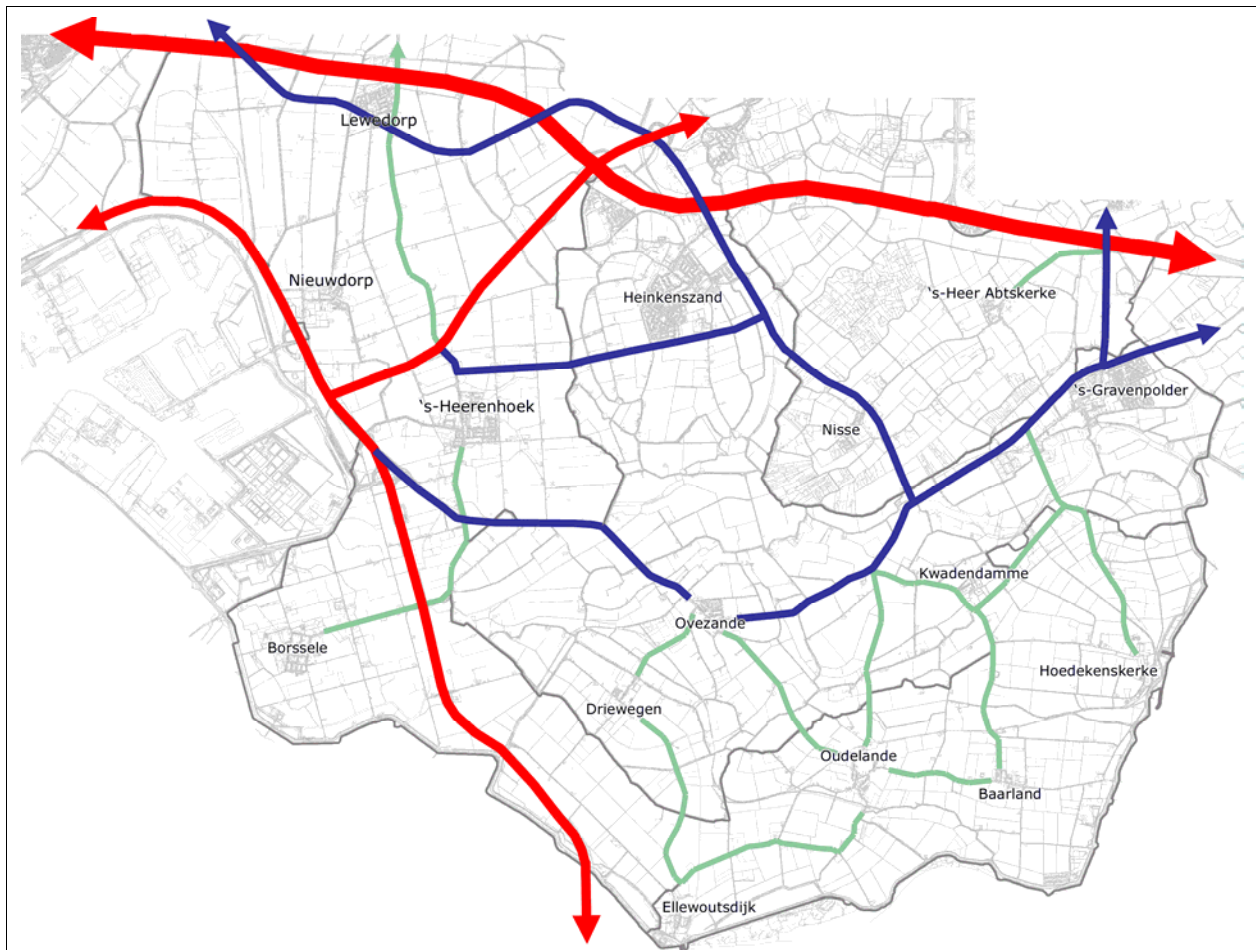 Lewedorp
Nieuwdorp
Heinkenszand
‘s-Heer Abtskerke
‘s-Heerenhoek
‘s-Gravenpolder
Nisse
Kwadendamme
Ovezande
Borssele
Hoedekenskerke
Driewegen
Oudelande
Baarland
Ellewoutsdijk